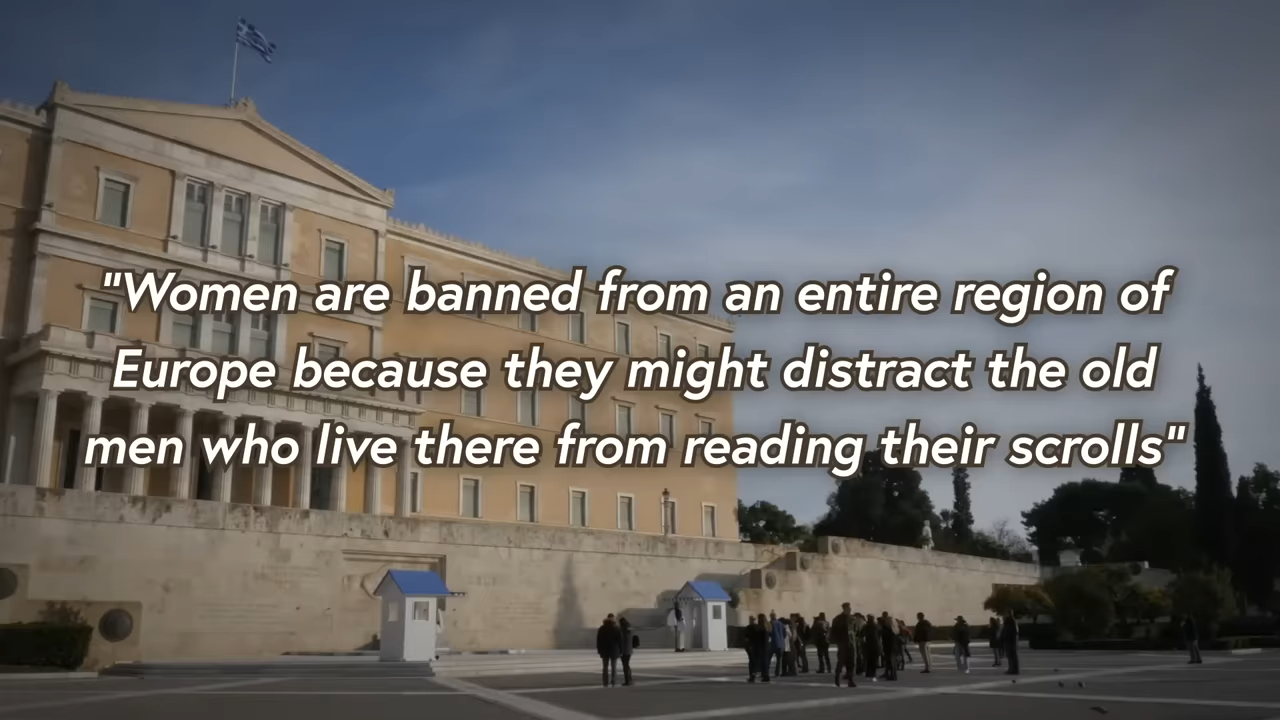 "Women are banned from an entire region of
Europe because they might distract the old
men who live there from reading their scrolls"